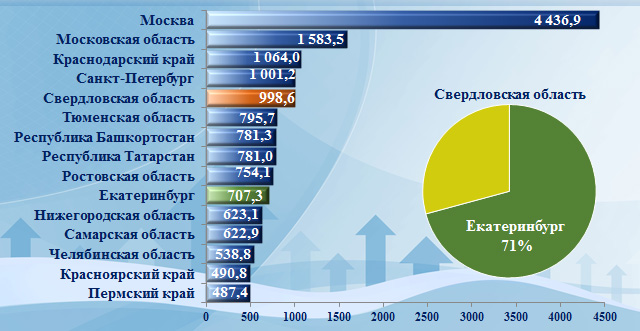 Москва 4 436,9
Московская область 1 583,5
Краснодарский край 1 064,0
Санкт-Петербург 1 001,2
Свердловская область 998,6
Тюменская область 795,7
Республика Башкортостан 781,3
Республика Татарстан 781,0
Ростовская область 754,1
Екатеринбург 707,3
Нижегородская область 623,1
Самарская область 622,9
Челябинская область 538,8
Красноярский край 490,8
Пермский край 487,4
0 500 1000 1500 2000 2500 3000 3500 4000 4500
Свердловская область
Екатеринбург
71%